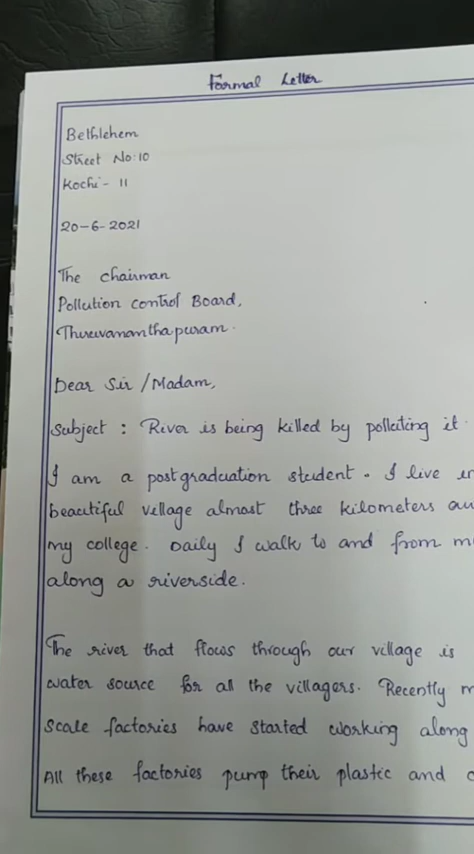 Formal Letter
Bethlehem
Street No:10
Kochi - 11
20-6-2021
The chairman
Pollution control Board,
Thiruvananthapuram.
Dear Sir /Madam,
Subject : River is being killed by polluting it.
I am a postgraduation student. I live in
beautiful village almost three kilometers
my college. Daily I walk to and from
along a riverside.
The river that flows through our village is
water source for all the villagers. Recently
scale factories have started working along
All these factories pump their plastic and